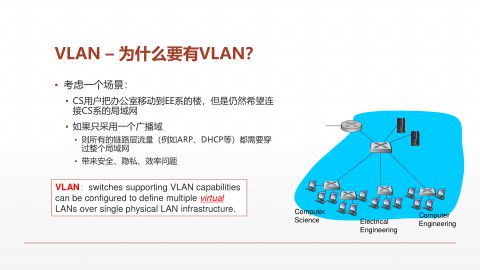 VLAN – 为什么要有VLAN?
▪ 考虑一个场景：
▪ CS用户把办公室移动到EE系的楼，但是仍然希望连
接CS系的局域网
▪ 如果只采用一个广播域
▪ 则所有的链路层流量（例如ARP、DHCP等）都需要穿
过整个局域网
▪ 带来安全、隐私、效率问题
VLAN： switches supporting VLAN capabilities
can be configured to define multiple virtual
LANs over single physical LAN infrastructure.
Computer
Science
Electrical
Engineering
Computer
Engineering